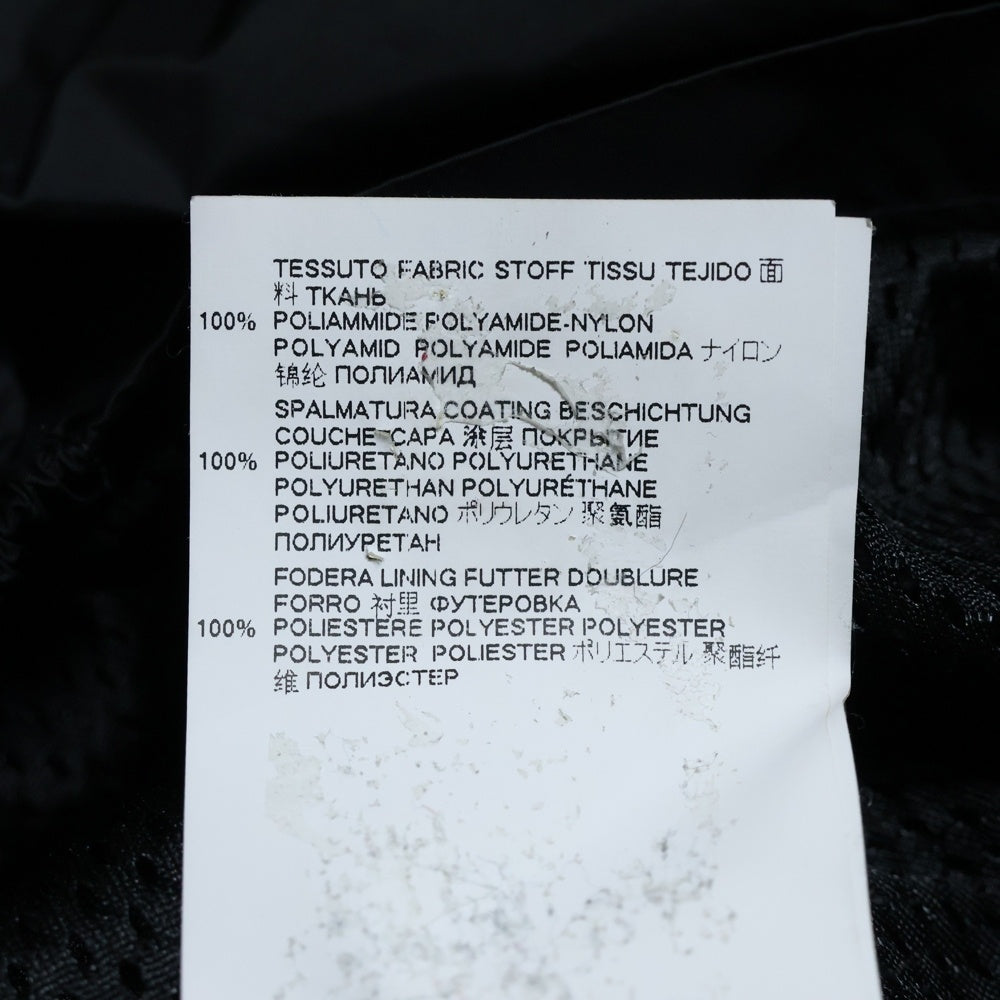 TESSUTO FABRIC STOFF TISSU TEJIDO 面
料 ТКАНЬ
100% POLIAMMIDE POLYAMIDE-NYLON
POLYAMID POLYAMIDE POLIAMIDA ナイロン
锦纶 ПОЛИАМИД
SPALMATURA COATING BESCHICHTUNG
COUCHE CAPA 涂层 ПОКРЫТИЕ
100% POLIURETANO POLYURETHANE
POLYURETHAN POLYURÉTHANE
POLIURETANO ポリウレタン 聚氨酯
ПОЛИУРЕТАН
FODERA LINING FUTTER DOUBLURE
FORRO 衬里 ФУТЕРОВКА
100% POLIESTERE POLYESTER POLYESTER
POLYESTER POLIESTER ポリエステル 聚酯纤
维 ПОЛИЭСТЕР